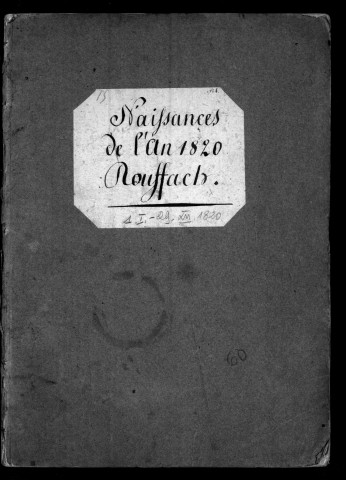 Naissances
de l'An 1820
Rouffach.
1 I. - 29. XII 1820
60